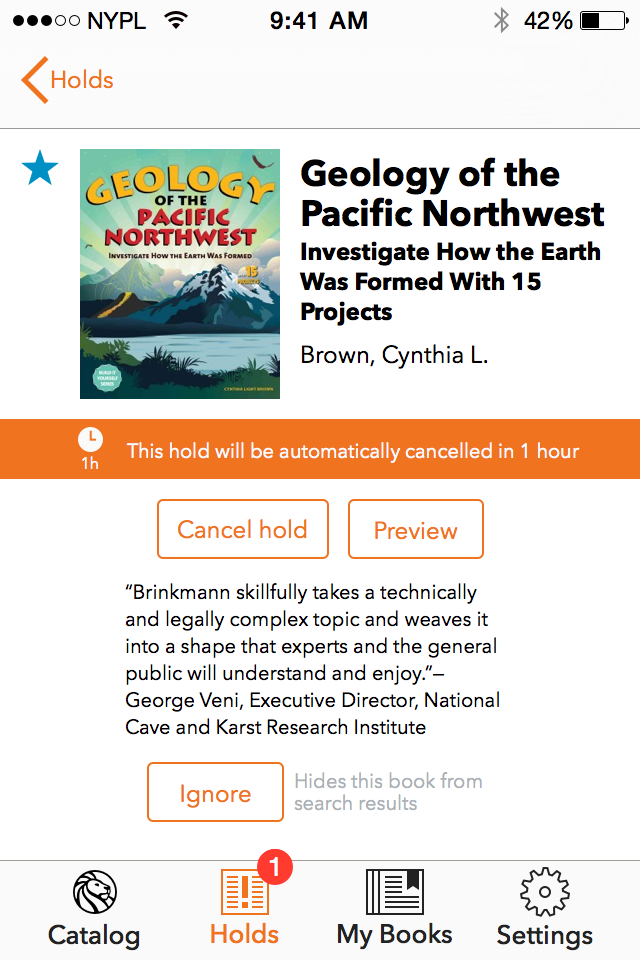 NYPL 9:41 AM 42%
Holds
GEOLOGY
OF THE
PACIFIC
NORTHWEST
INVESTIGATE HOW THE EARTH WAS FORMED
15
PROJECTS
BUILD IT
YOURSELF
SERIES
CYNTHIA LIGHT BROWN
Geology of the
Pacific Northwest
Investigate How the Earth
Was Formed With 15
Projects
Brown, Cynthia L.
1h
This hold will be automatically cancelled in 1 hour
Cancel hold Preview
“Brinkmann skillfully takes a technically
and legally complex topic and weaves it
into a shape that experts and the general
public will understand and enjoy.”–
George Veni, Executive Director, National
Cave and Karst Research Institute
Ignore
Hides this book from
search results
1
Catalog Holds My Books Settings